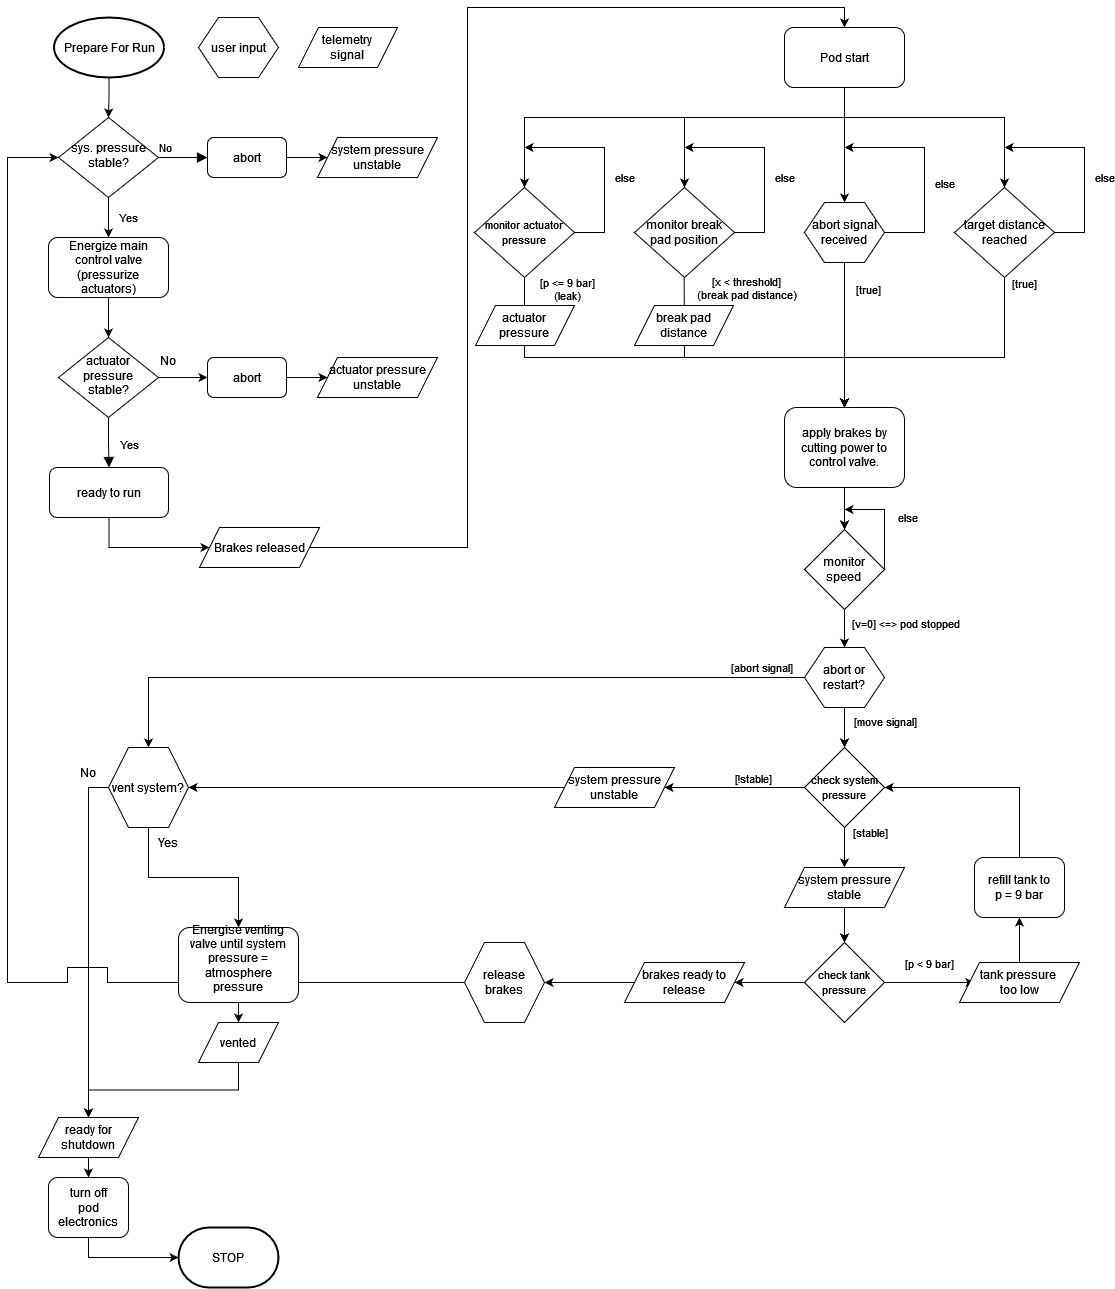 Prepare For Run
user input
telemetry
signal
Pod start
sys. pressure
stable?
No
abort
system pressure
unstable
Yes
Energize main
control valve
(pressurize
actuators)
actuator
pressure
stable?
No
abort
actuator pressure
unstable
Yes
ready to run
Brakes released
monitor actuator
pressure
else
[p <= 9 bar]
(leak)
actuator
pressure
monitor break
pad position
else
[x < threshold]
(break pad distance)
break pad
distance
abort signal
received
else
[true]
target distance
reached
else
[true]
apply brakes by
cutting power to
control valve.
else
monitor
speed
[v=0] <=> pod stopped
abort or
restart?
[abort signal]
[move signal]
check system
pressure
[!stable]
system pressure
unstable
[stable]
system pressure
stable
check tank
pressure
[p < 9 bar]
tank pressure
too low
refill tank to
p = 9 bar
brakes ready to
release
release
brakes
vent system?
No
Yes
Energise venting
valve until system
pressure =
atmosphere
pressure
vented
ready for
shutdown
turn off
pod
electronics
STOP